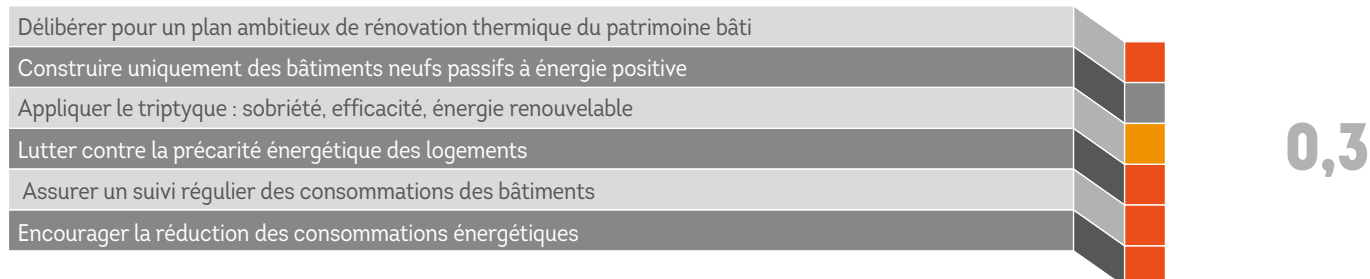 Délibérer pour un plan ambitieux de rénovation thermique du patrimoine bâti
Construire uniquement des bâtiments neufs passifs à énergie positive
Appliquer le triptyque : sobriété, efficacité, énergie renouvelable
Lutter contre la précarité énergétique des logements
Assurer un suivi régulier des consommations des bâtiments
Encourager la réduction des consommations énergétiques
0,3